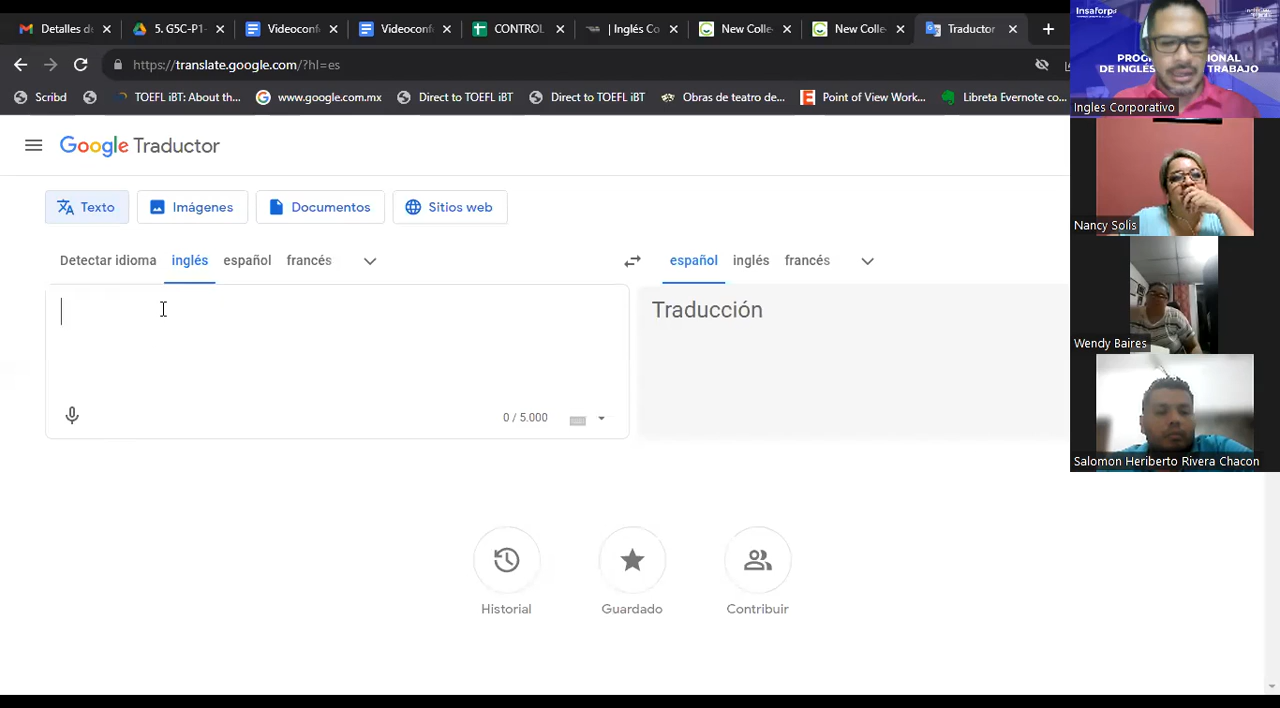 Detalles d
5. G5C-P1-
Videoconf
Videoconf
CONTROL
Inglés Co
New Colle
New Colle
Traductor
https://translate.google.com/?hl=es
Scribd
TOEFL iBT: About th...
www.google.com.mx
Direct to TOEFL iBT
Direct to TOEFL iBT
Obras de teatro de...
Point of View Work...
Libreta Evernote co...
Google Traductor
Texto
Imágenes
Documentos
Sitios web
Detectar idioma
inglés
español
francés
español
inglés
francés
Traducción
0 / 5.000
Historial
Guardado
Contribuir
Insaforp
PROG IONAL
DE INGLÉS TRABAJO
Ingles Corporativo
Nancy Solis
Wendy Baires
Salomon Heriberto Rivera Chacon